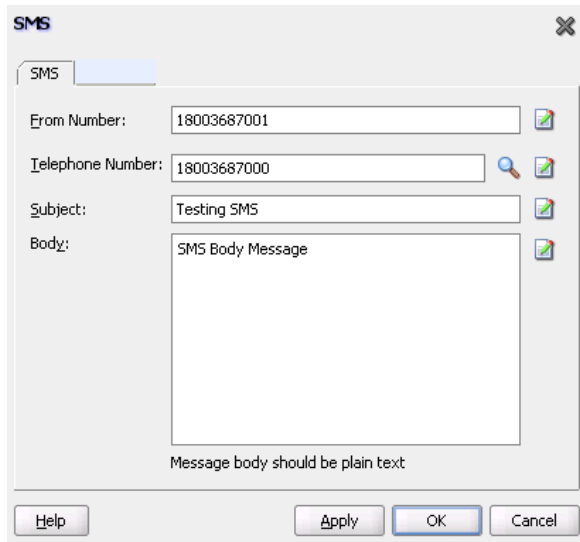 SMS
SMS
From Number: 18003687001
Telephone Number: 18003687000
Subject: Testing SMS
Body: SMS Body Message
Message body should be plain text
Help Apply OK Cancel